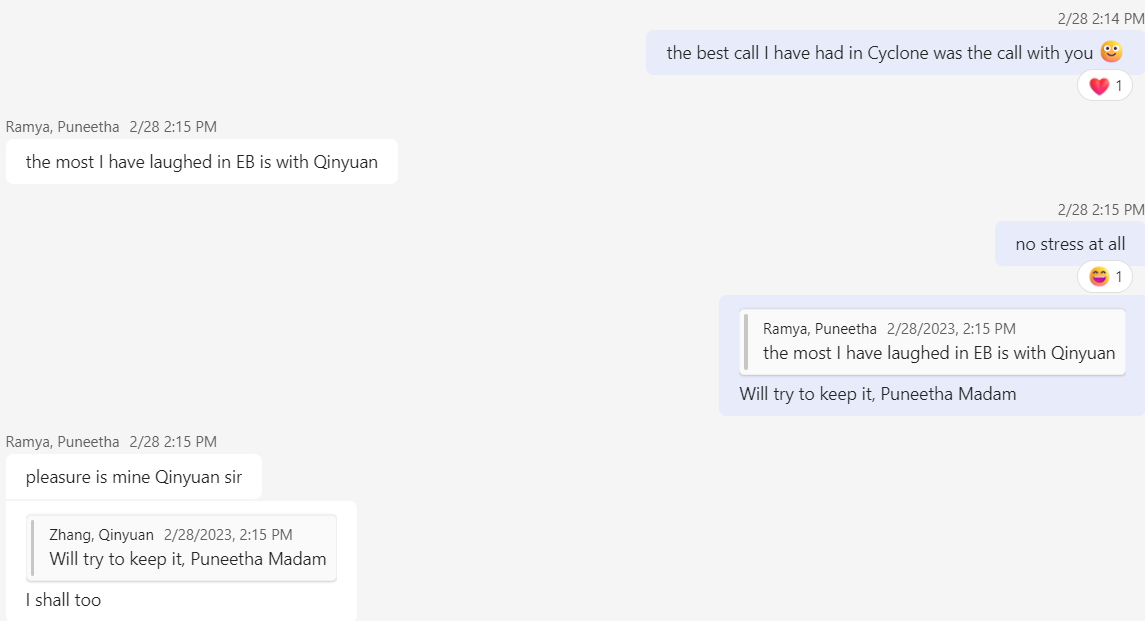 2/28 2:14 PM
the best call I have had in Cyclone was the call with you
1
Ramya, Puneetha 2/28 2:15 PM
the most I have laughed in EB is with Qinyuan
2/28 2:15 PM
no stress at all
1
Ramya, Puneetha 2/28/2023, 2:15 PM
the most I have laughed in EB is with Qinyuan
Will try to keep it, Puneetha Madam
Ramya, Puneetha 2/28 2:15 PM
pleasure is mine Qinyuan sir
Zhang, Qinyuan 2/28/2023, 2:15 PM
Will try to keep it, Puneetha Madam
I shall too